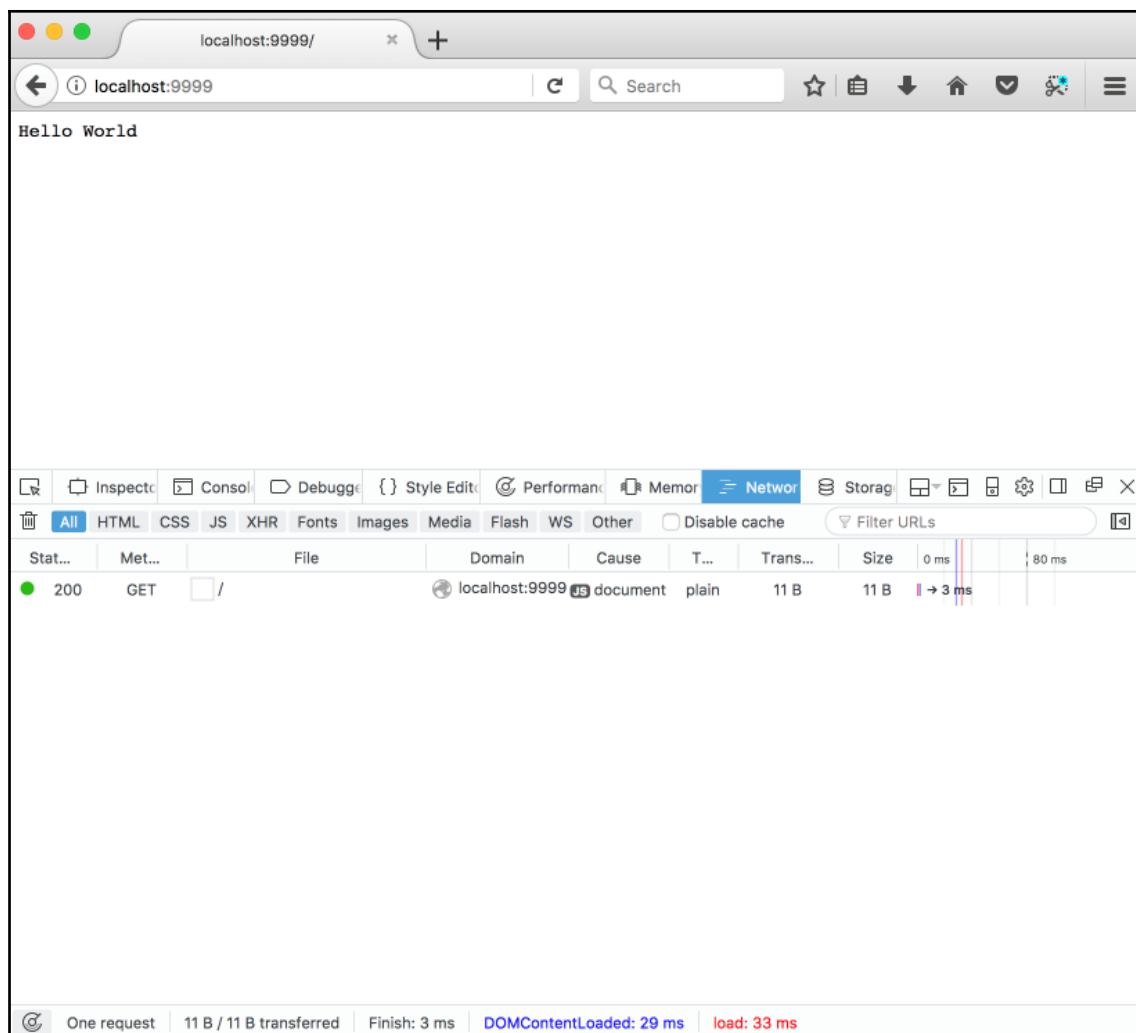 localhost:9999/
localhost:9999 Search
Hello World
Inspecto Consol Debugge { } Style Edito Performanc Memor Networ Storag
All HTML CSS JS XHR Fonts Images Media Flash WS Other Disable cache Filter URLs
Stat... Met... File Domain Cause T... Trans... Size 0 ms 80 ms
200 GET / localhost:9999 JS document plain 11 B 11 B → 3 ms
One request 11 B / 11 B transferred Finish: 3 ms DOMContentLoaded: 29 ms load: 33 ms